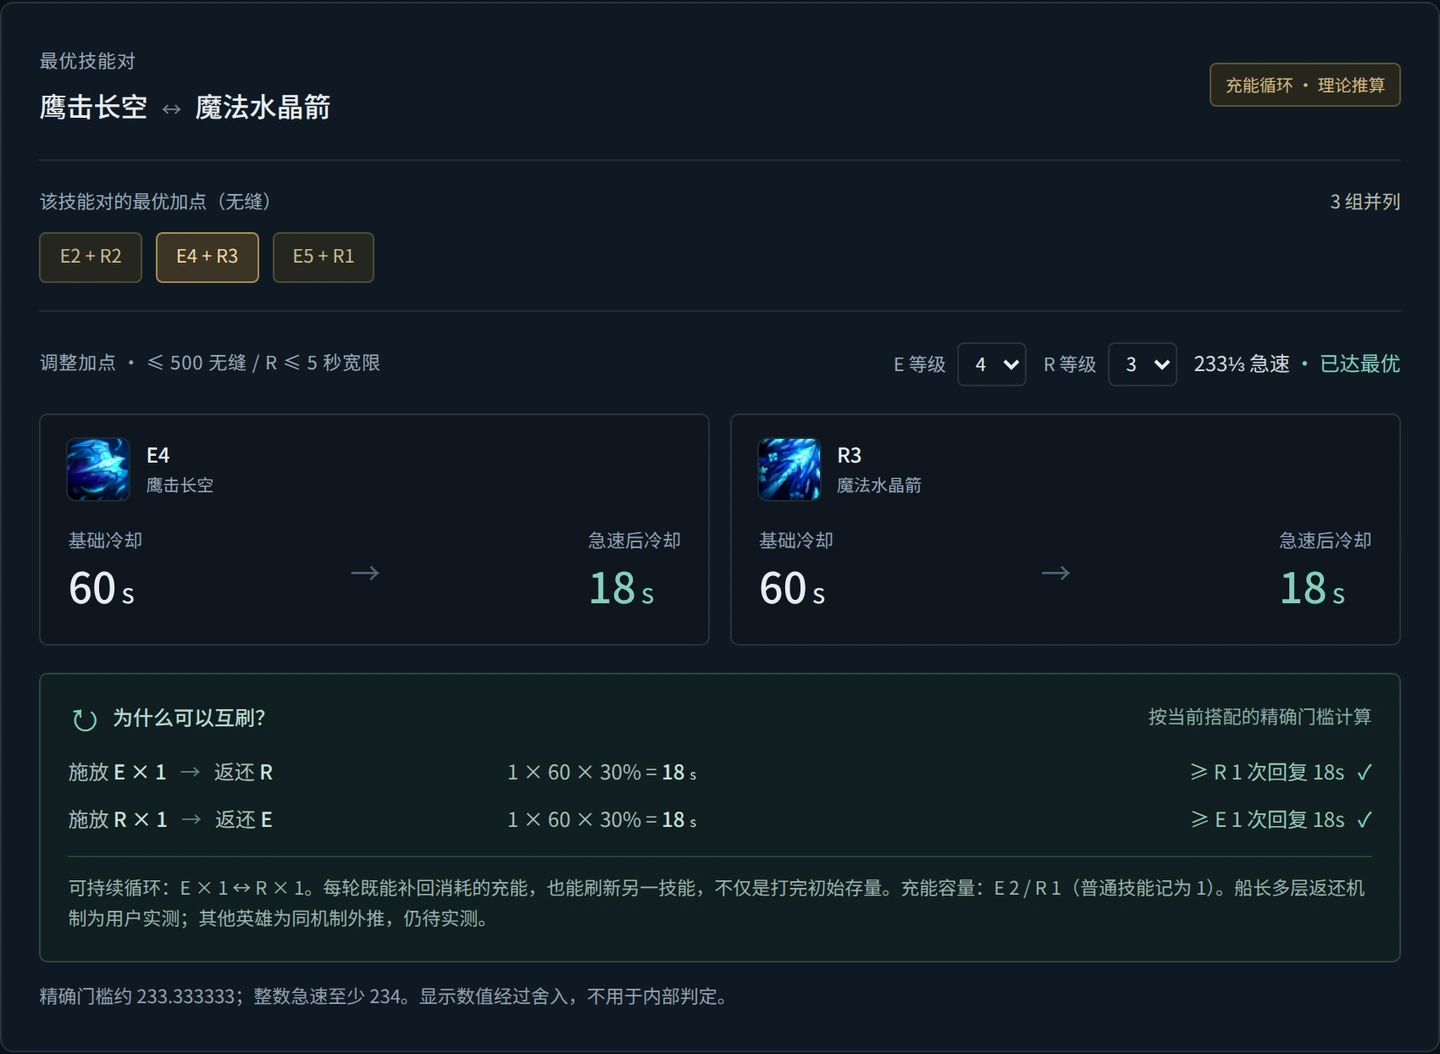 最优技能对
鹰击长空 ↔ 魔法水晶箭
充能循环 · 理论推算
该技能对的最优加点（无缝）
3 组并列
E2 + R2
E4 + R3
E5 + R1
调整加点 · ≤ 500 无缝 / R ≤ 5 秒宽限
E 等级 4 R 等级 3 233⅓ 急速 · 已达最优
E4
鹰击长空
基础冷却
60 s
→
急速后冷却
18 s
R3
魔法水晶箭
基础冷却
60 s
→
急速后冷却
18 s
为什么可以互刷？
按当前搭配的精确门槛计算
施放 E × 1 → 返还 R 1 × 60 × 30% = 18 s ≥ R 1 次回复 18s ✓
施放 R × 1 → 返还 E 1 × 60 × 30% = 18 s ≥ E 1 次回复 18s ✓
可持续循环：E × 1 ↔ R × 1。每轮既能补回消耗的充能，也能刷新另一技能，不仅是打完初始存量。充能容量：E 2 / R 1（普通技能记为 1）。船长多层返还机
制为用户实测；其他英雄为同机制外推，仍待实测。
精确门槛约 233.333333；整数急速至少 234。显示数值经过舍入，不用于内部判定。